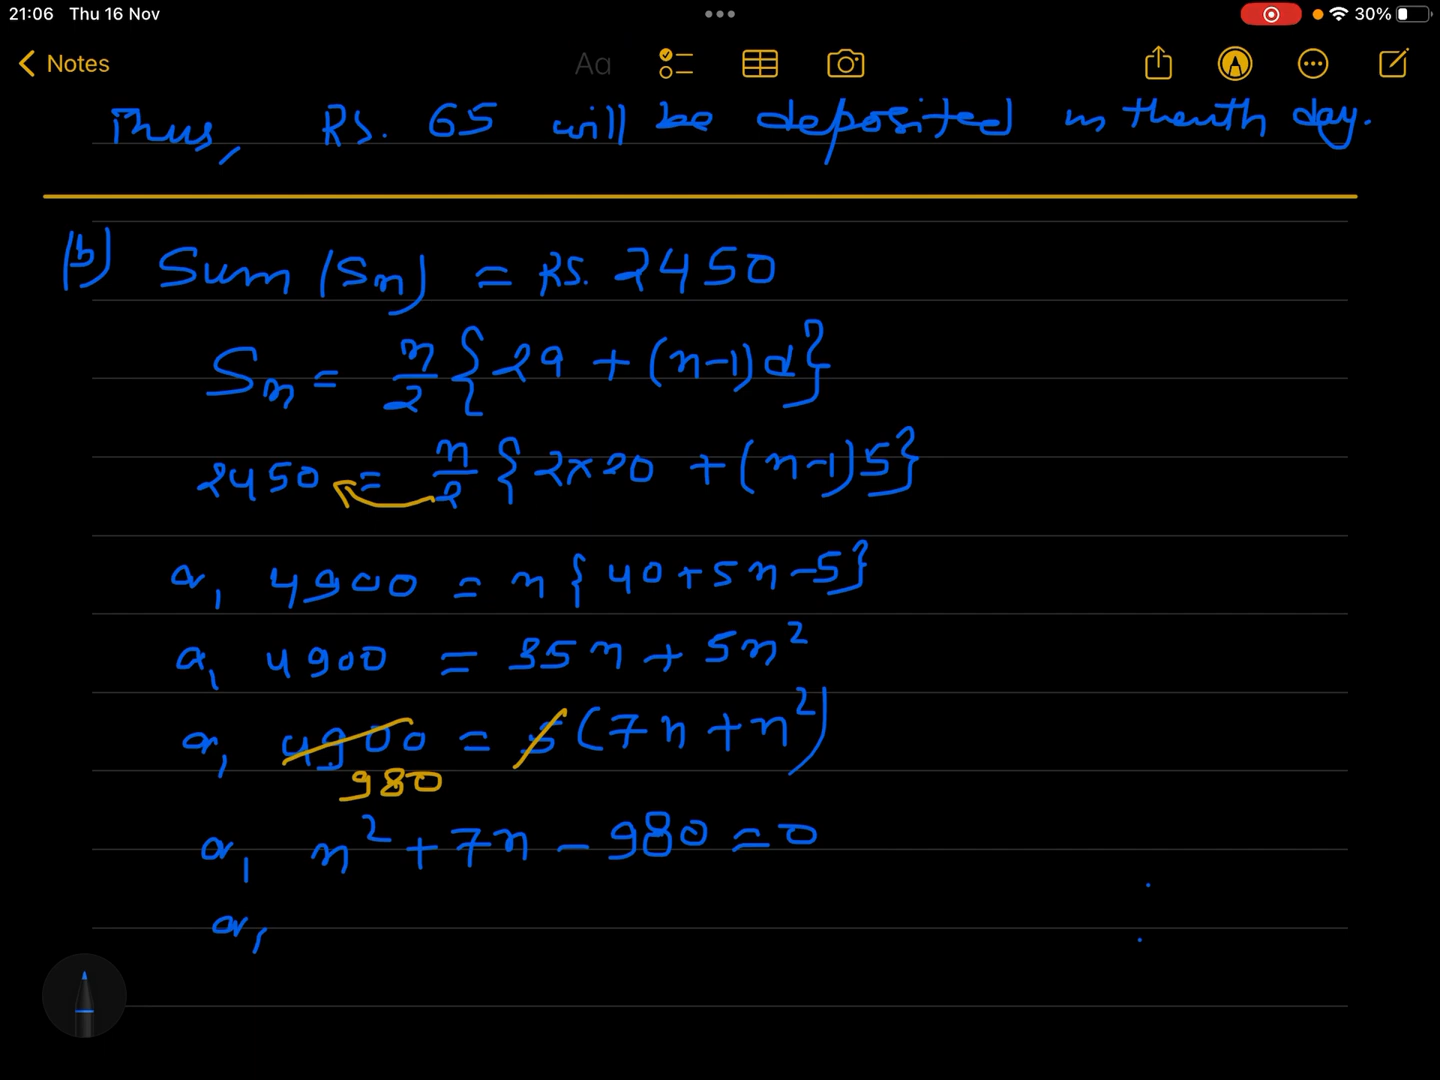 21:06 Thu 16 Nov 30%
Notes Aa
Thus, RS. 65 will be deposited in day.
(b) Sum (Sn) = RS. 2450
Sn = n/2 {2a + (n-1)d}
2450 = n/2 {2×20 + (n-1)5}
or, 4900 = n {40+5n-5}
or, 4900 = 35n + 5n²
or, 4900 = 5 (7n + n²)
980
or, n² + 7n - 980 = 0
or,